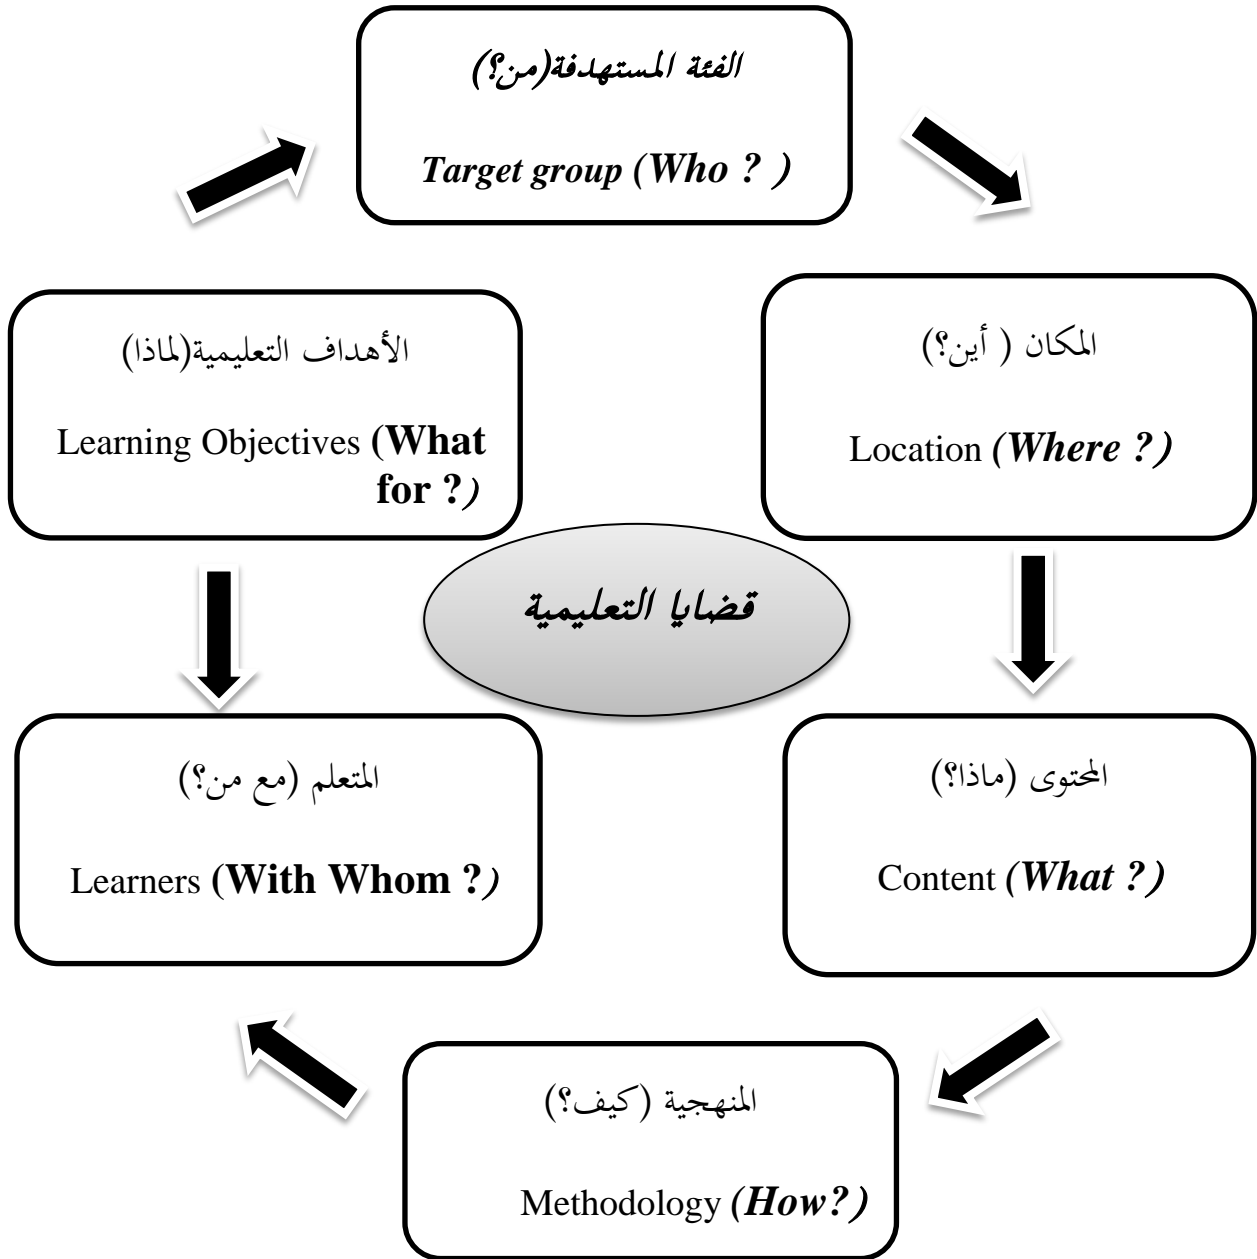 الفئة المستهدفة(من؟)
Target group (Who ? )
الأهداف التعليمية(لماذا)
Learning Objectives (What
for ?)
المكان ( أين؟)
Location (Where ?)
قضايا التعليمية
المتعلم (مع من؟)
Learners (With Whom ?)
المحتوى (ماذا؟)
Content (What ?)
المنهجية (كيف؟)
Methodology (How?)